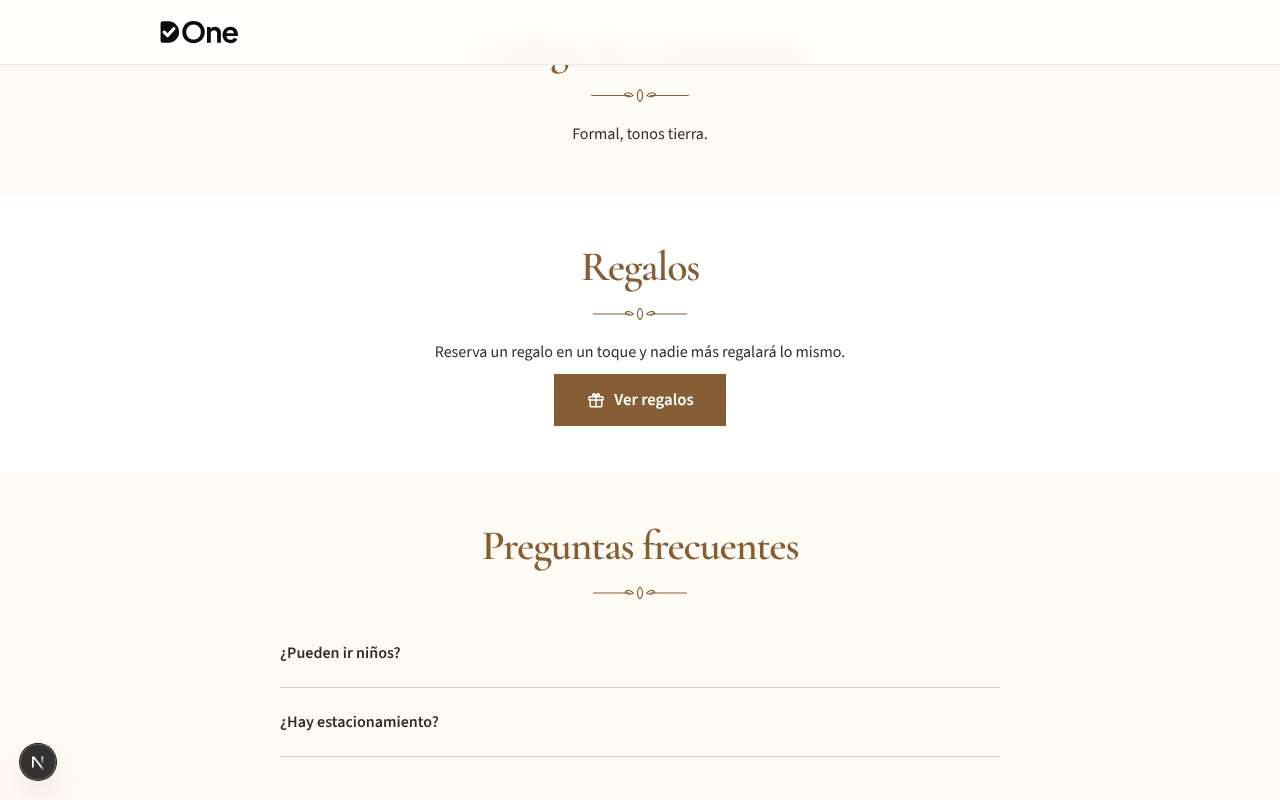 One
Formal, tonos tierra.
Regalos
Reserva un regalo en un toque y nadie más regalará lo mismo.
Ver regalos
Preguntas frecuentes
¿Pueden ir niños?
¿Hay estacionamiento?
N